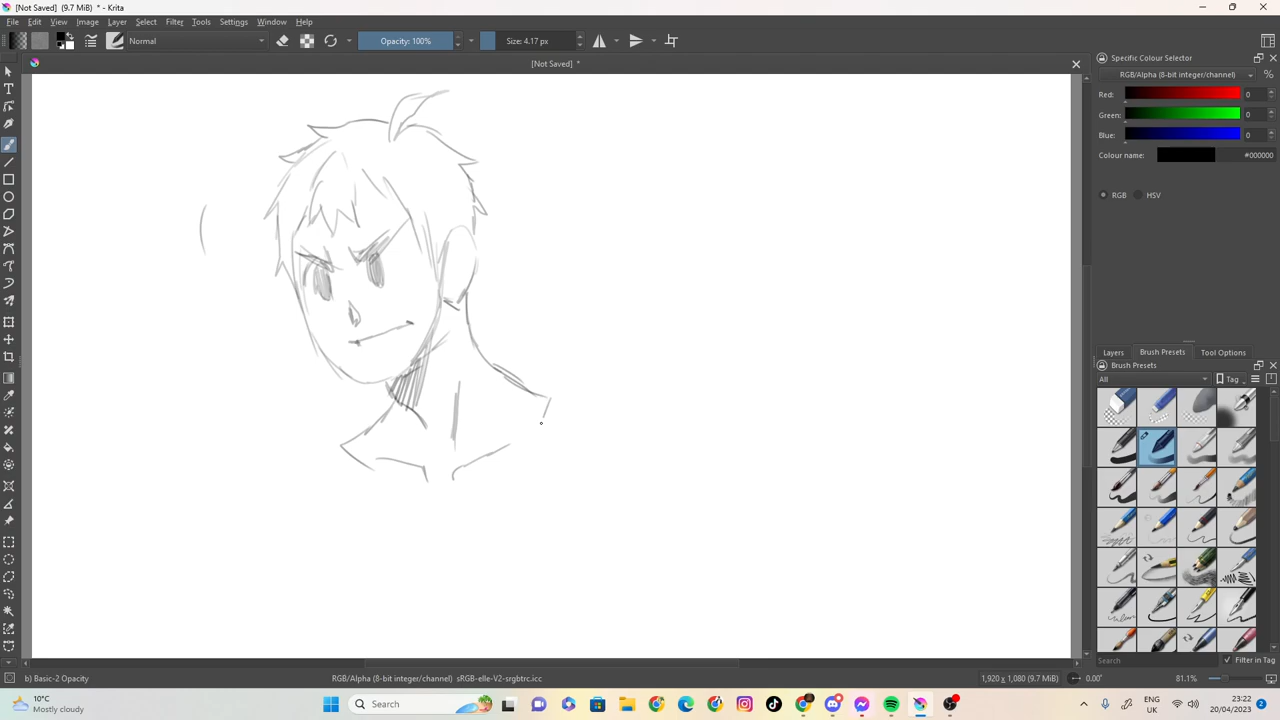 [Not Saved] (9.7 MiB) * - Krita
File Edit View Image Layer Select Filter Tools Settings Window Help
Normal Opacity: 100% Size: 4.17 px
[Not Saved] *
Specific Colour Selector
RGB/Alpha (8-bit integer/channel) %
Red: 0
Green: 0
Blue: 0
Colour name: #000000
RGB HSV
Layers Brush Presets Tool Options
Brush Presets
All Tag
Search Filter in Tag
b) Basic-2 Opacity RGB/Alpha (8-bit integer/channel) sRGB-elle-V2-srgbtrc.icc 1,920 x 1,080 (9.7 MiB) 0.00° 81.1%
10°C
Mostly cloudy
Search
ENG
UK
23:22
20/04/2023
2